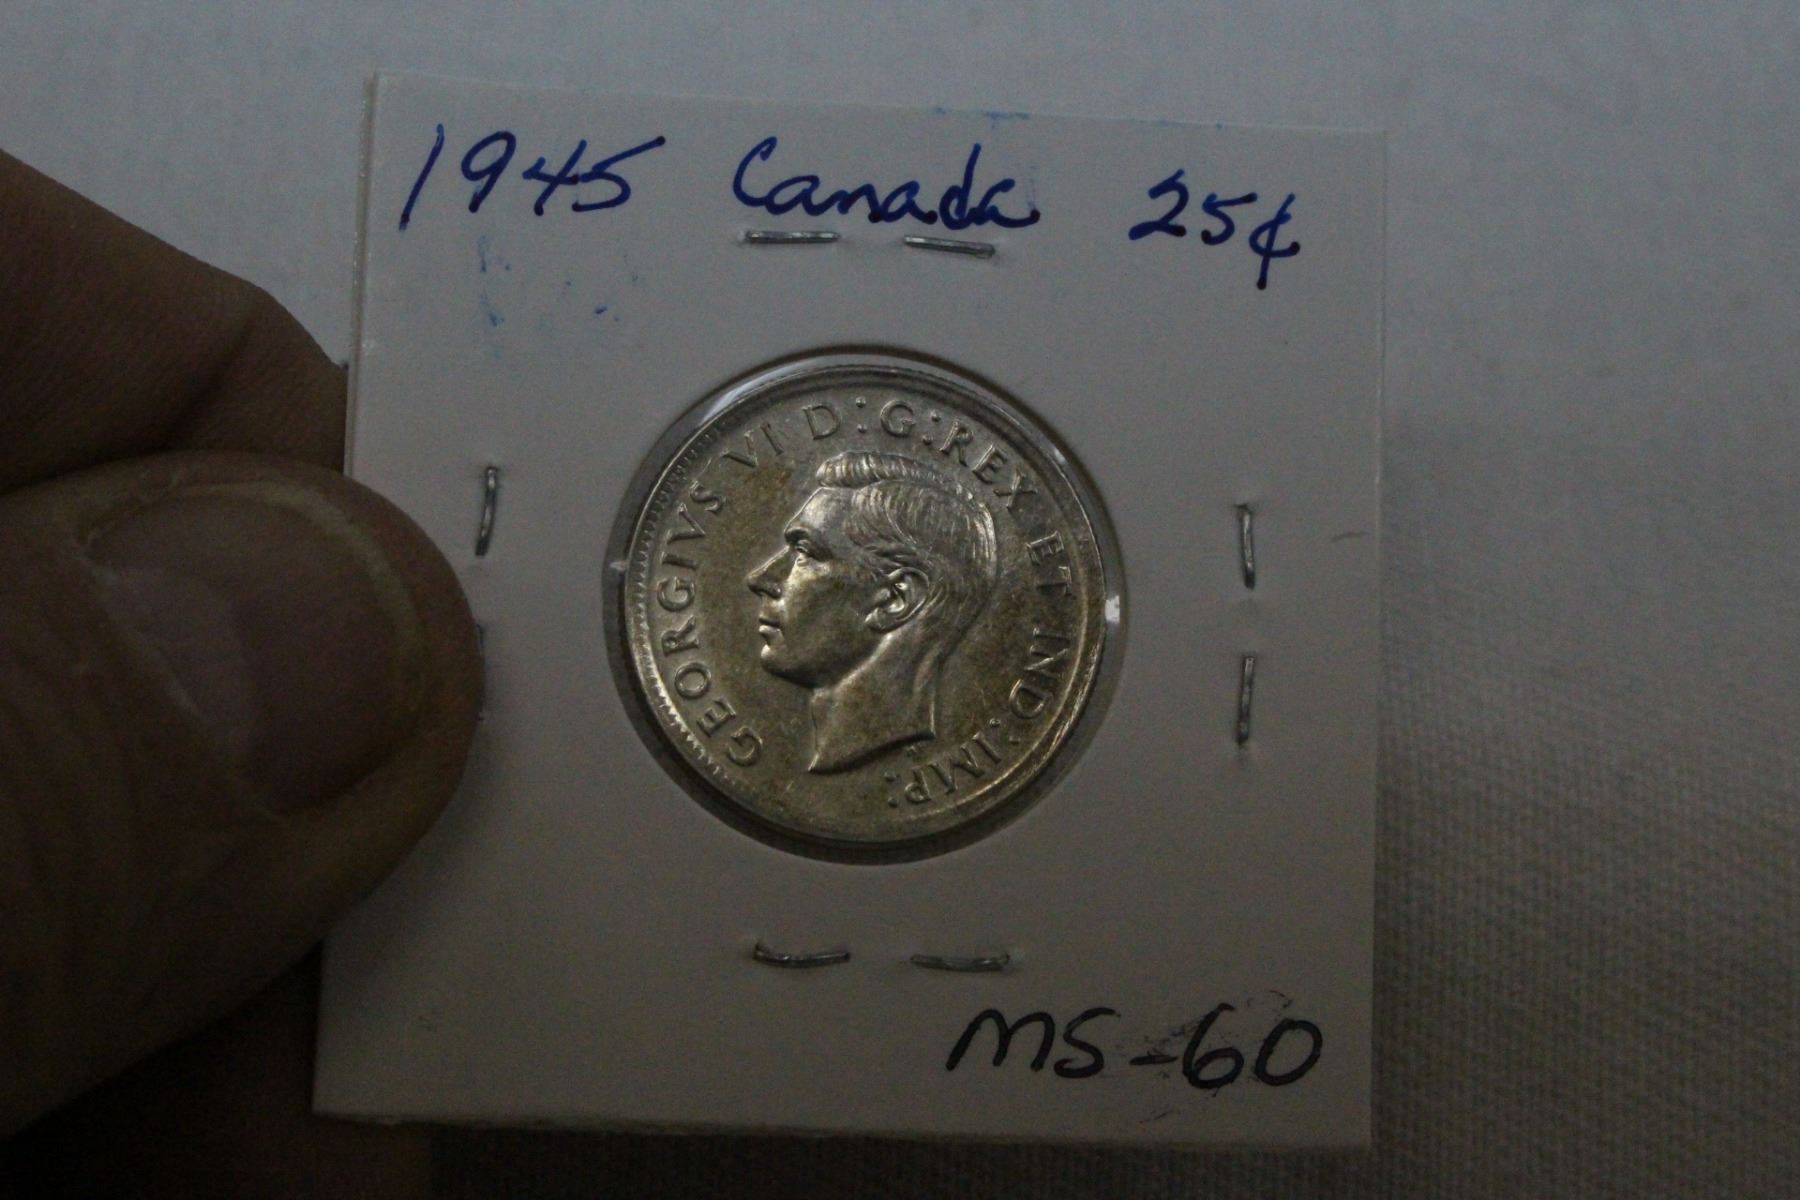 1945 Canada 25¢
GEORGIVS VI D:G:REX ET IND:IMP:
MS-60